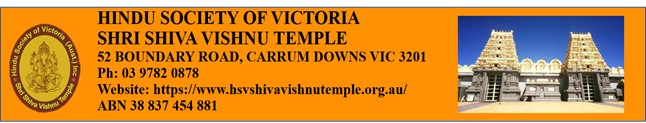 Hindu Society of Victoria (Aust.) Inc
Shri Shiva Vishnu Temple
HINDU SOCIETY OF VICTORIA
SHRI SHIVA VISHNU TEMPLE
52 BOUNDARY ROAD, CARRUM DOWNS VIC 3201
Ph: 03 9782 0878
Website: https://www.hsvshivavishnutemple.org.au/
ABN 38 837 454 881